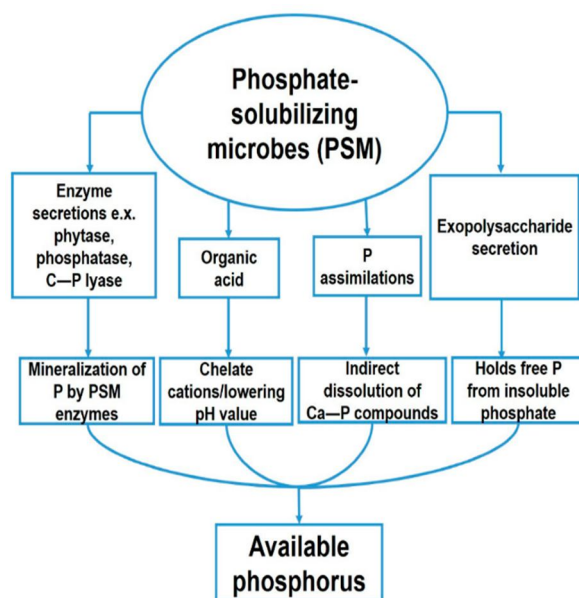 Phosphate-
solubilizing
microbes (PSM)
Enzyme
secretions e.x.
phytase,
phosphatase,
C—P lyase
Organic
acid
P
assimilations
Exopolysaccharide
secretion
Mineralization of
P by PSM
enzymes
Chelate
cations/lowering
pH value
Indirect
dissolution of
Ca—P compounds
Holds free P
from insoluble
phosphate
Available
phosphorus